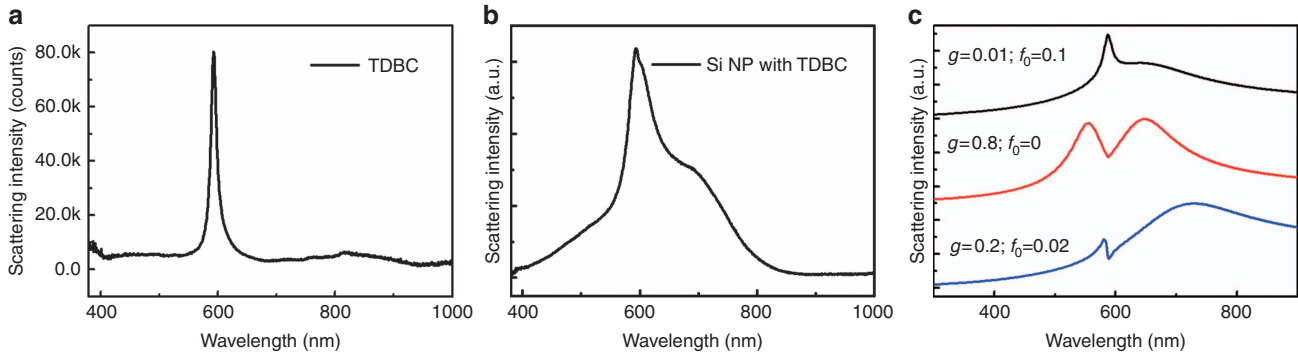 a
Scattering intensity (counts)
80.0k
60.0k
40.0k
20.0k
0.0
TDBC
400
600
800
1000
Wavelength (nm)
b
Scattering intensity (a.u.)
Si NP with TDBC
400
600
800
1000
Wavelength (nm)
c
Scattering intensity (a.u.)
g=0.01; f₀=0.1
g=0.8; f₀=0
g=0.2; f₀=0.02
400
600
800
Wavelength (nm)